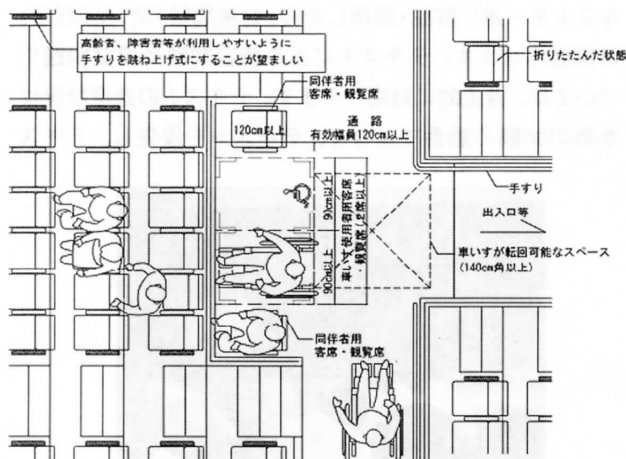 高齢者、障害者等が利用しやすいように
手すりを跳ね上げ式にすることが望ましい
折りたたんだ状態
同伴者用
客席・観覧席
120cm以上
通路
有効幅員120cm以上
手すり
出入口等
90cm以上
90cm以上
車いす使用者用客席
観覧席(2席以上)
車いすが転回可能なスペース
(140cm角以上)
同伴者用
客席・観覧席